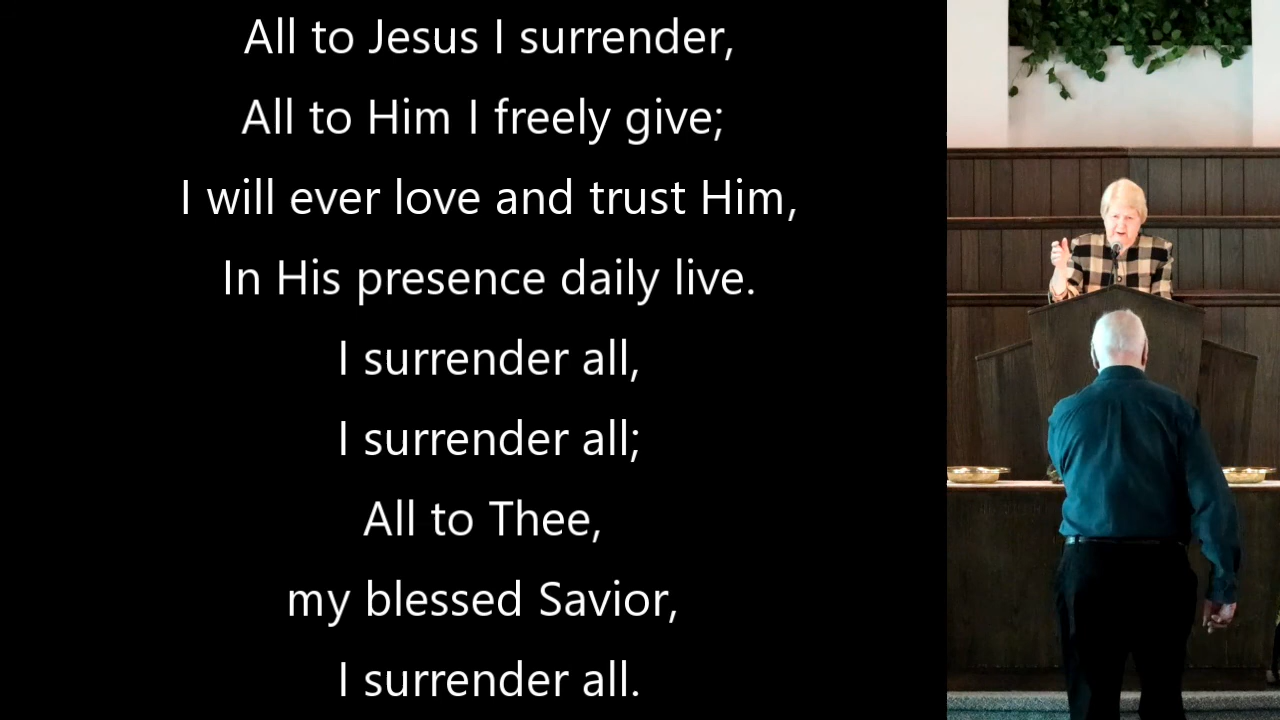 All to Jesus I surrender,
All to Him I freely give;
I will ever love and trust Him,
In His presence daily live.
I surrender all,
I surrender all;
All to Thee,
my blessed Savior,
I surrender all.